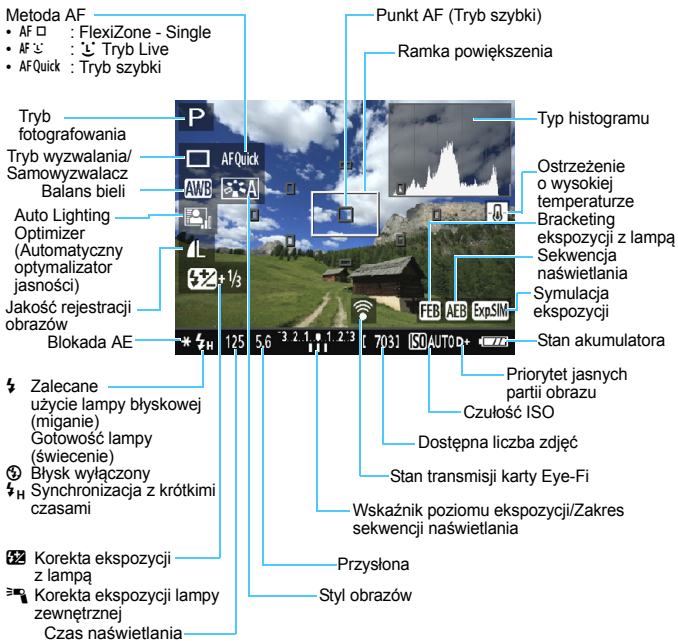 Metoda AF
• AF □ : FlexiZone - Single
• AF : Tryb Live
• AFQuick : Tryb szybki
Punkt AF (Tryb szybki)
Ramka powiększenia
Tryb
fotografowania
Tryb wyzwalania/
Samowyzwalacz
Balans bieli
Auto Lighting
Optimizer
(Automatyczny
optymalizator
jasności)
Jakość rejestracji
obrazów
Blokada AE
P
AFQuick
AWB
A
L
+1/3
FEB AEB Exp.SIM
* H 125 5.6 -3..2..1..▮..1..2..+3 [ 703] ISO AUTO D+
Typ histogramu
Ostrzeżenie
o wysokiej
temperaturze
Bracketing
ekspozycji z lampą
Sekwencja
naświetlania
Symulacja
ekspozycji
Stan akumulatora
Priorytet jasnych
partii obrazu
Czułość ISO
Dostępna liczba zdjęć
Stan transmisji karty Eye-Fi
Wskaźnik poziomu ekspozycji/Zakres
sekwencji naświetlania
Przysłona
Styl obrazów
Zalecane
użycie lampy błyskowej
(miganie)
Gotowość lampy
(świecenie)
Błysk wyłączony
H Synchronizacja z krótkimi
czasami
Korekta ekspozycji
z lampą
Korekta ekspozycji lampy
zewnętrznej
Czas naświetlania